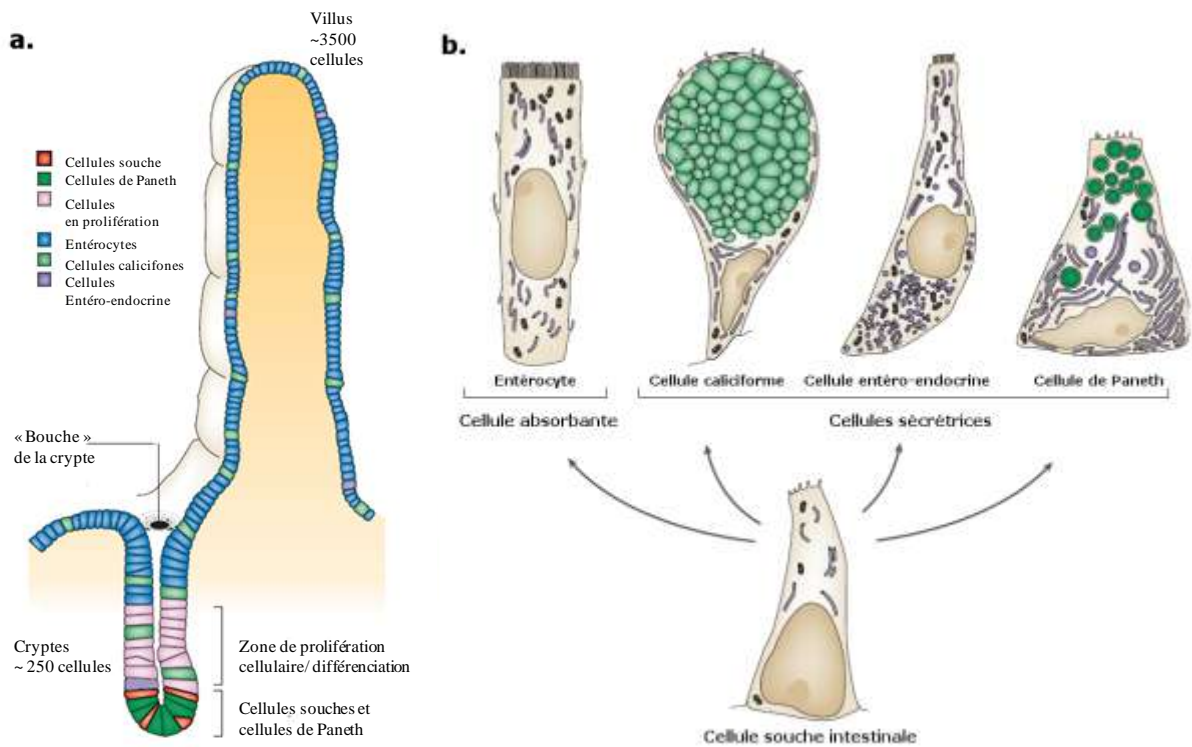 a.
Villus
~3500
cellules
Cellules souche
Cellules de Paneth
Cellules
en prolifération
Entérocytes
Cellules calicifones
Cellules
Entéro-endocrine
« Bouche »
de la crypte
Cryptes
~ 250 cellules
Zone de prolifération
cellulaire/ différenciation
Cellules souches et
cellules de Paneth
b.
Entérocyte
Cellule caliciforme
Cellule entéro-endocrine
Cellule de Paneth
Cellule absorbante
Cellules sécrétrices
Cellule souche intestinale